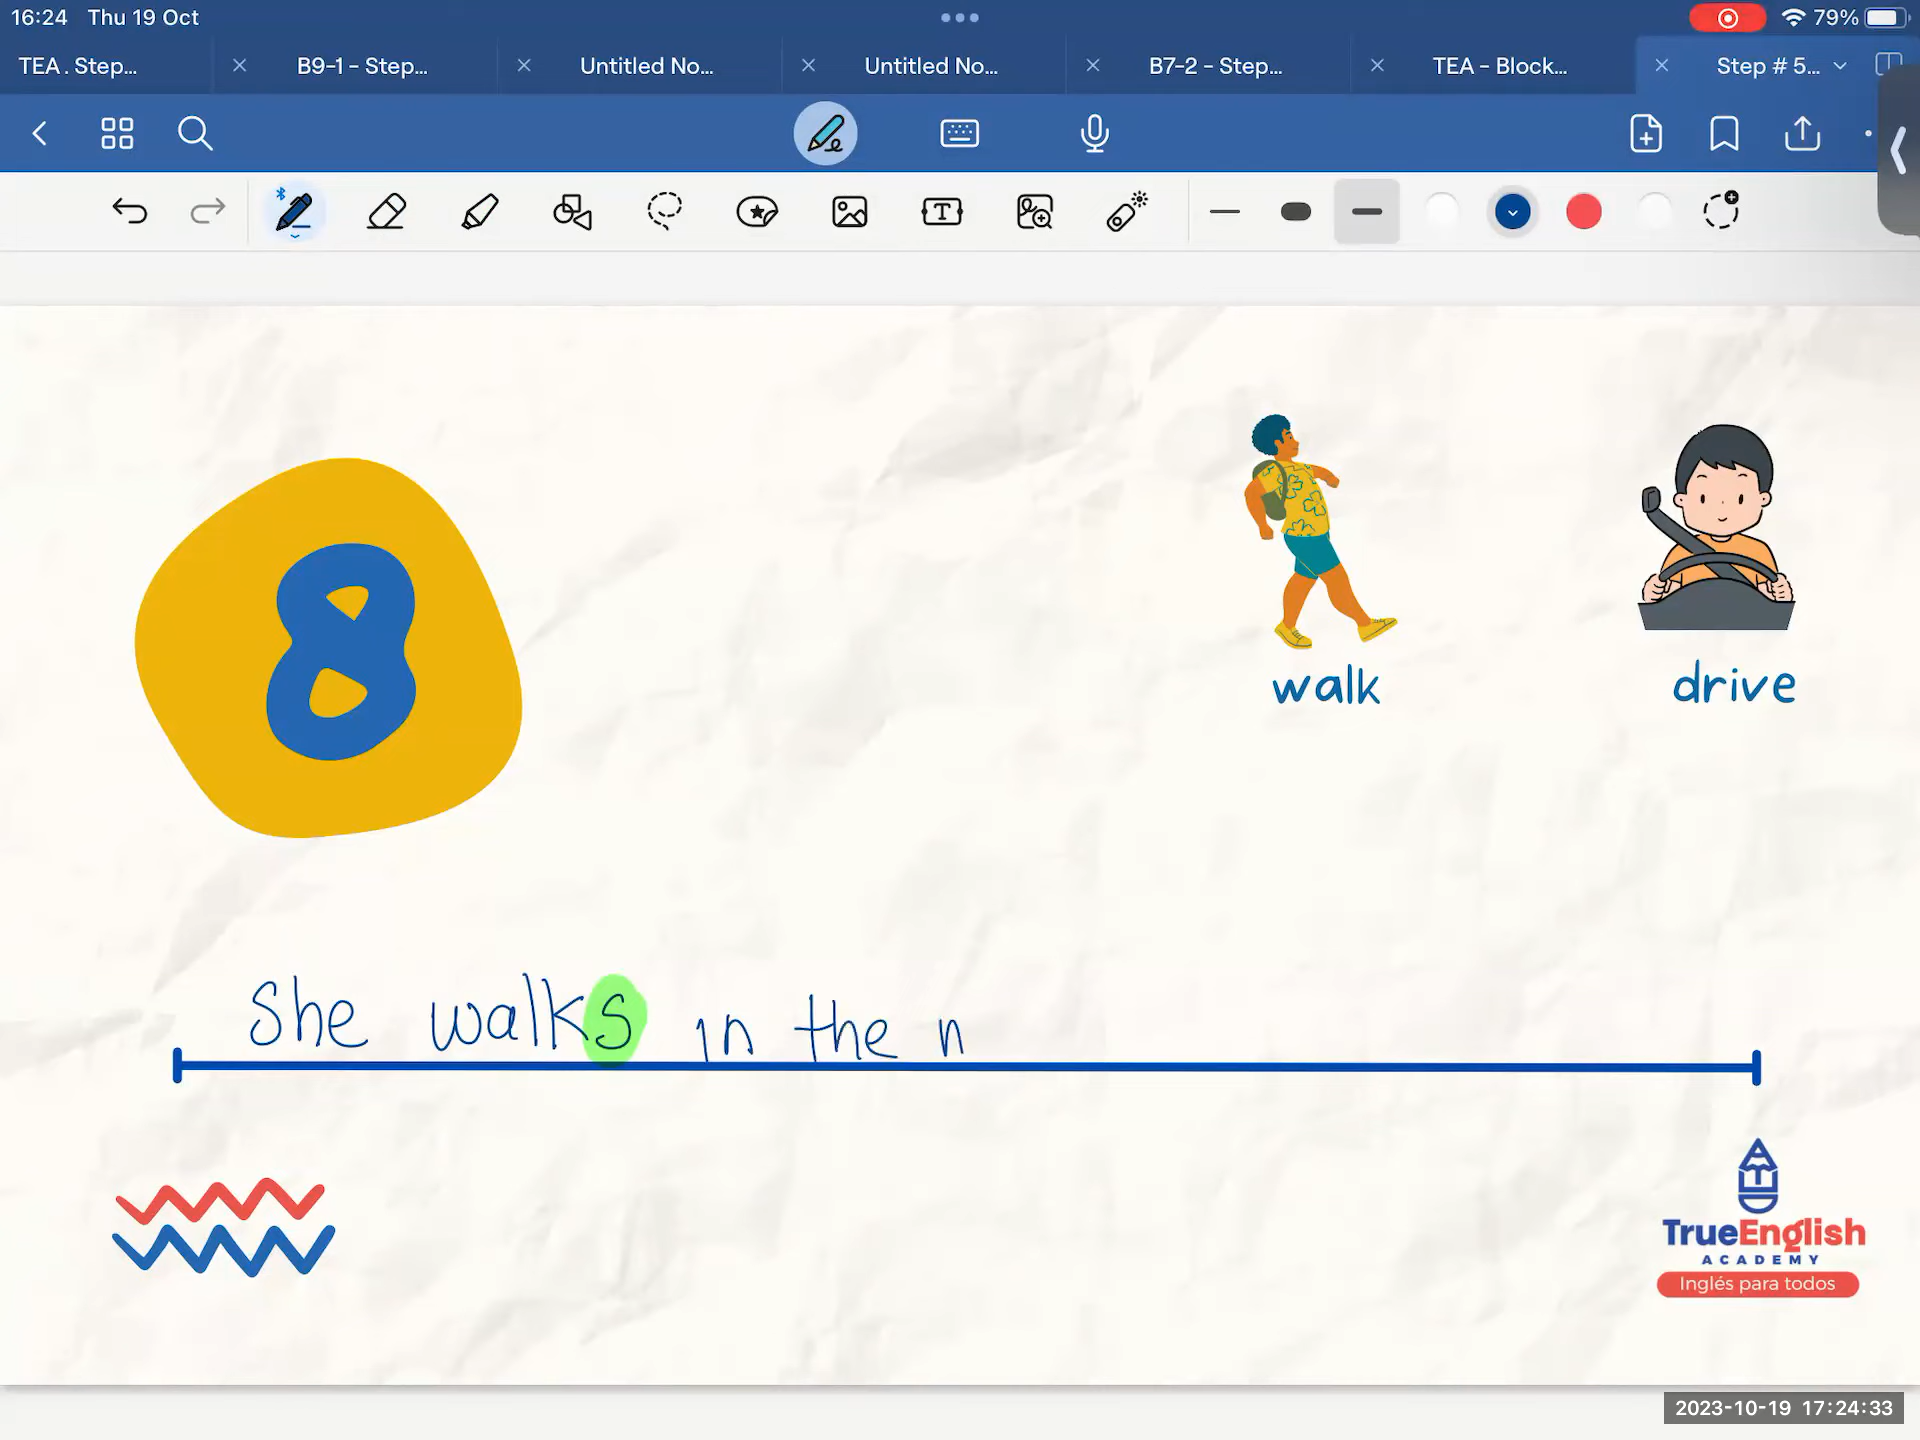 16:24 Thu 19 Oct
79%
TEA . Step...
B9-1 - Step...
Untitled No...
Untitled No...
B7-2 - Step...
TEA - Block...
Step # 5...
8
walk
drive
She walks in the n
TrueEnglish
ACADEMY
Inglés para todos
2023-10-19 17:24:33